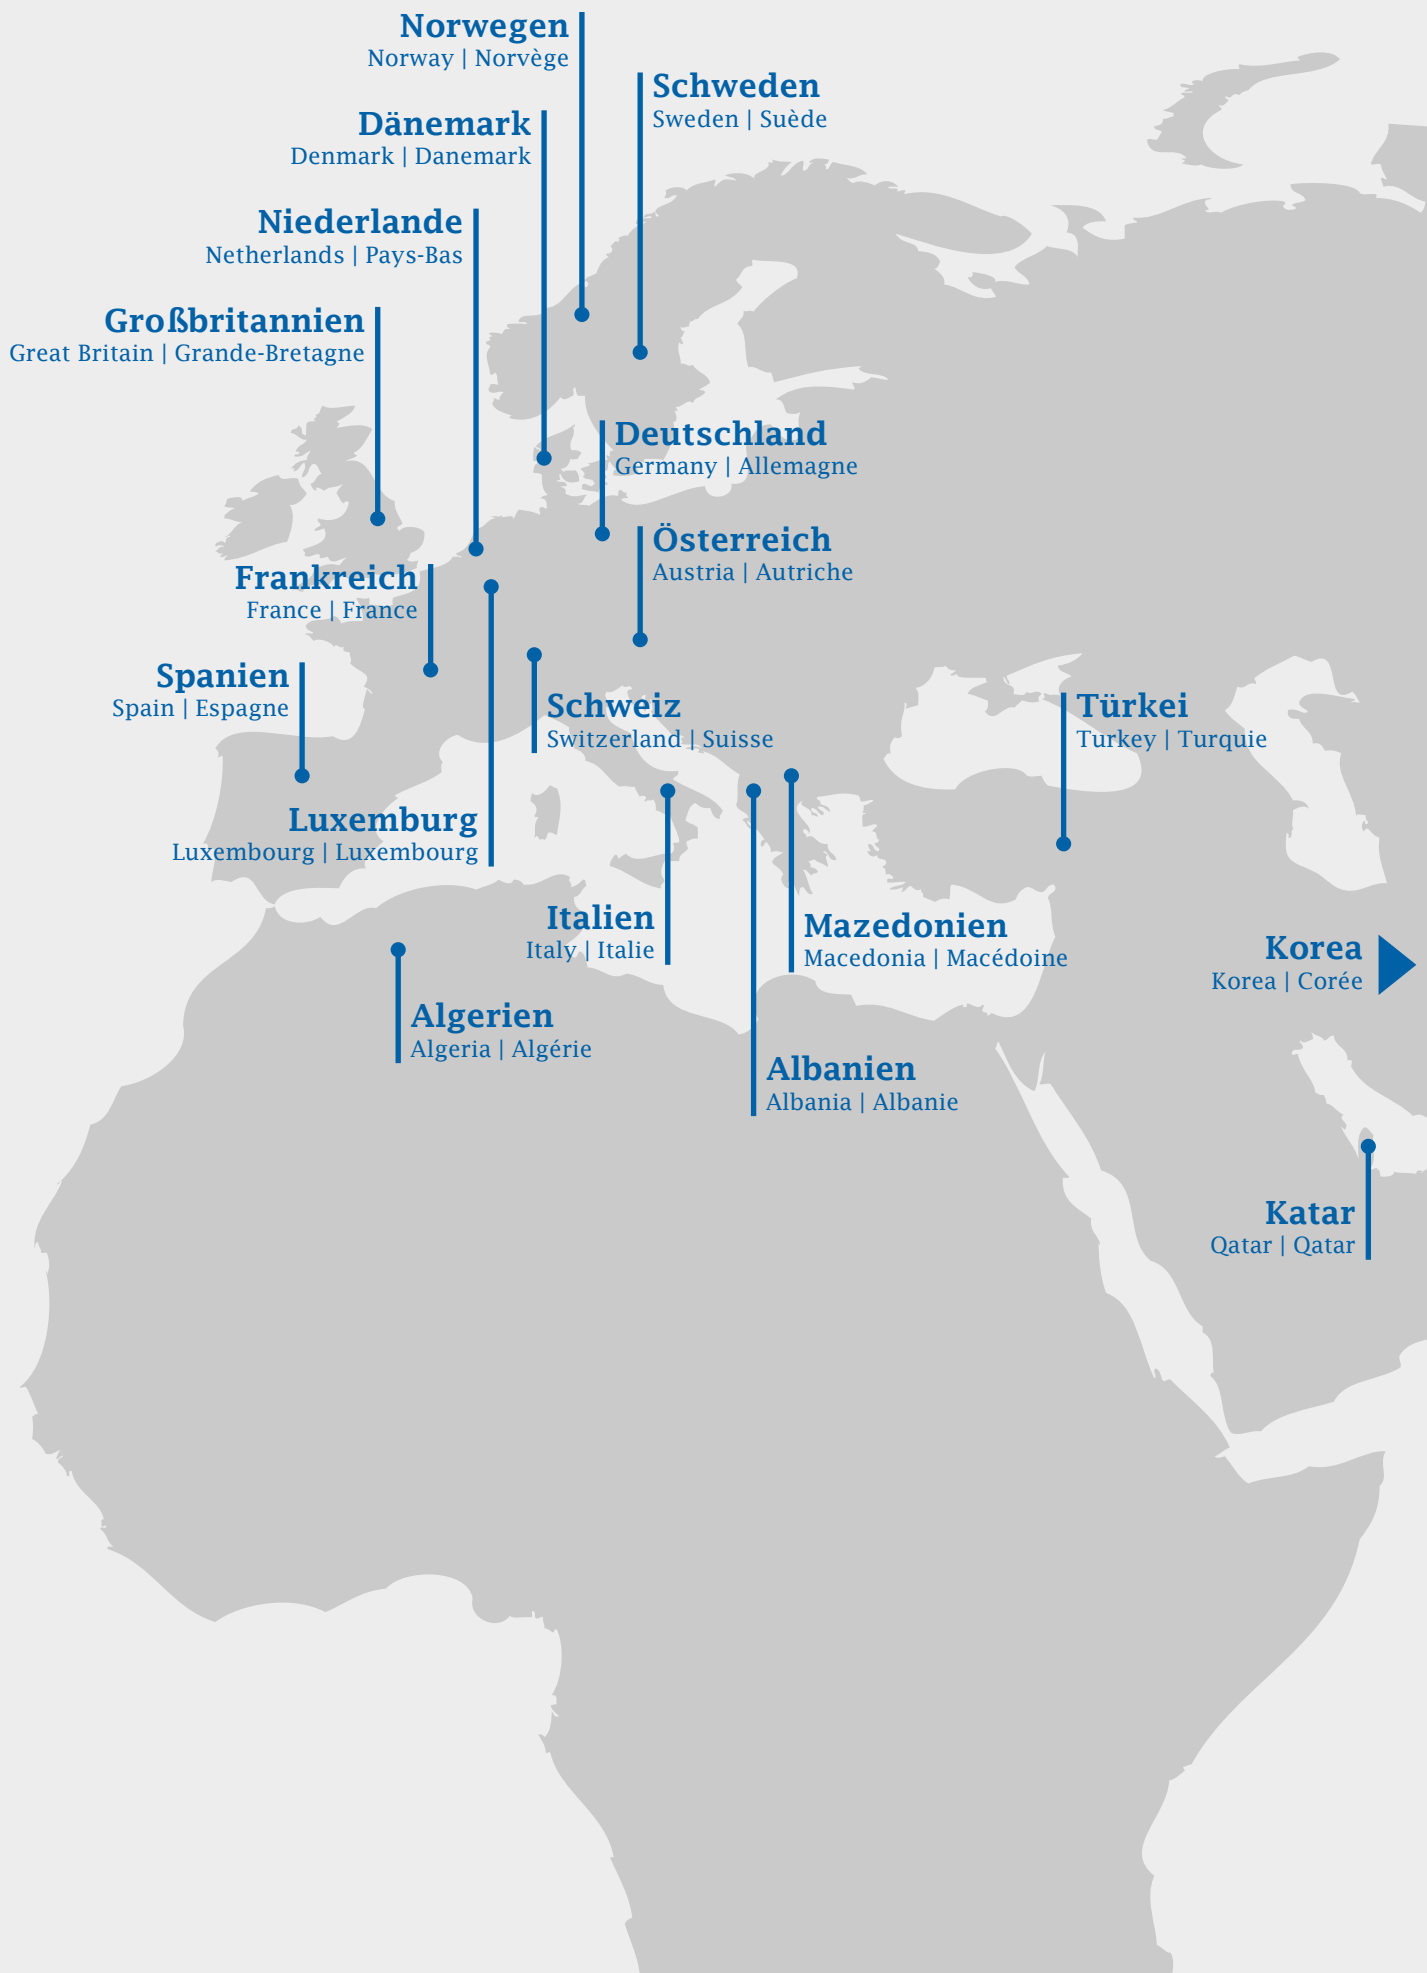 Norwegen
Norway | Norvège
Schweden
Sweden | Suède
Dänemark
Denmark | Danemark
Niederlande
Netherlands | Pays-Bas
Großbritannien
Great Britain | Grande-Bretagne
Deutschland
Germany | Allemagne
Österreich
Austria | Autriche
Frankreich
France | France
Spanien
Spain | Espagne
Schweiz
Switzerland | Suisse
Türkei
Turkey | Turquie
Luxemburg
Luxembourg | Luxembourg
Italien
Italy | Italie
Mazedonien
Macedonia | Macédoine
Korea
Korea | Corée
Algerien
Algeria | Algérie
Albanien
Albania | Albanie
Katar
Qatar | Qatar